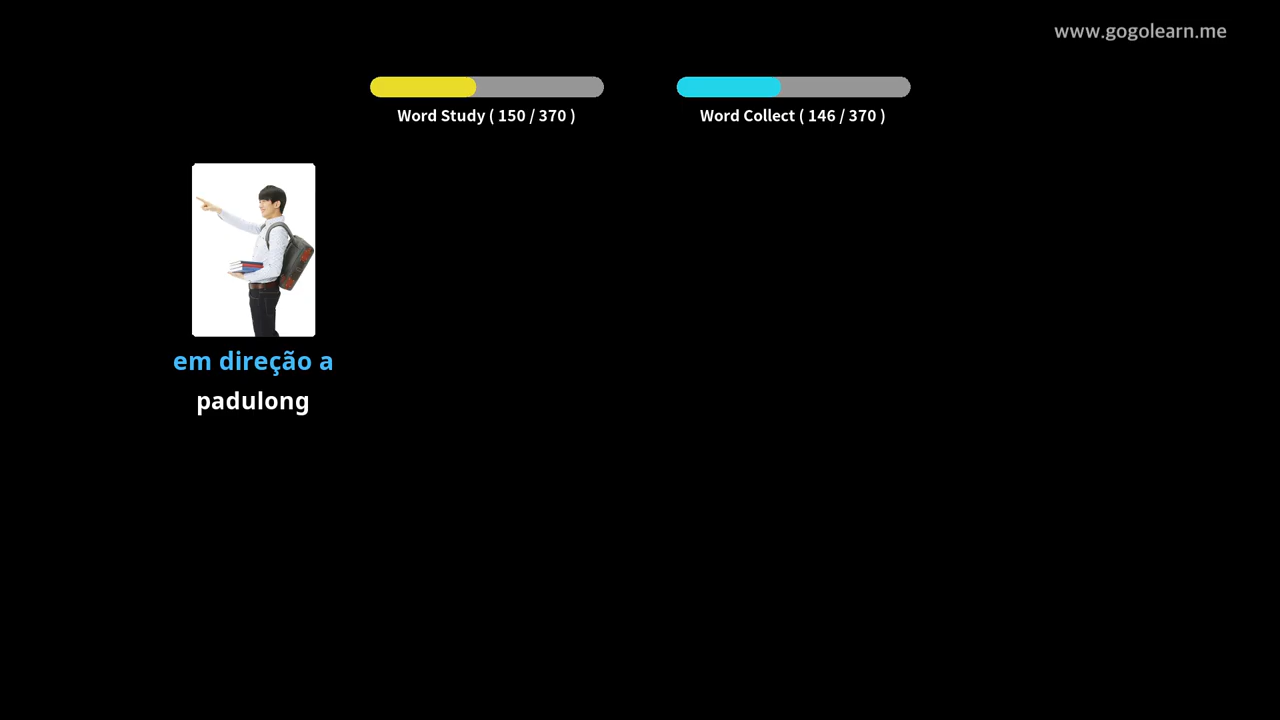 www.gogolearn.me
Word Study ( 150 / 370 )
Word Collect ( 146 / 370 )
em direção a
padulong